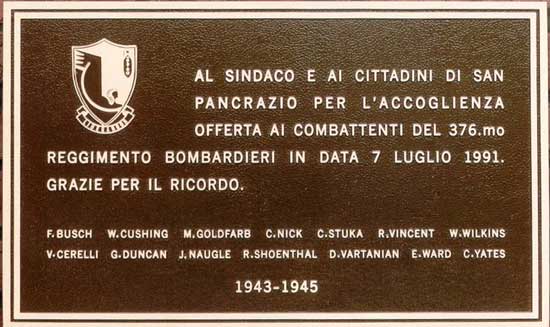 LIBERANDOS
AL SINDACO E AI CITTADINI DI SAN
PANCRAZIO PER L'ACCOGLIENZA
OFFERTA AI COMBATTENTI DEL 376.mo
REGGIMENTO BOMBARDIERI IN DATA 7 LUGLIO 1991.
GRAZIE PER IL RICORDO.
F.BUSCH W.CUSHING M.GOLDFARB C.NICK C.STUKA R.VINCENT W.WILKINS
V.CERELLI G.DUNCAN J.NAUGLE R.SHOENTHAL D.VARTANIAN E.WARD C.YATES
1943-1945